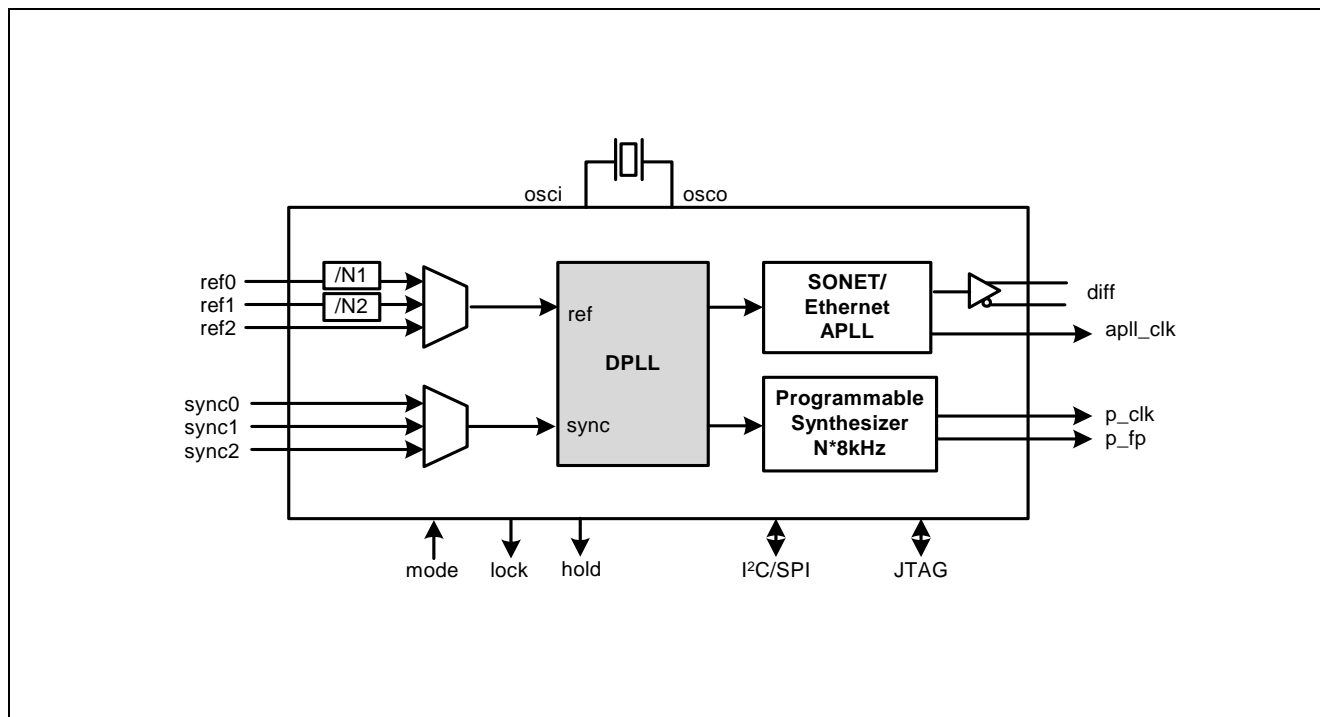 osci
osco
ref0
/N1
ref1
/N2
ref2
ref
SONET/
Ethernet
APLL
diff
apll_clk
DPLL
sync0
sync1
sync2
sync
Programmable
Synthesizer
N*8kHz
p_clk
p_fp
mode
lock
hold
I²C/SPI
JTAG